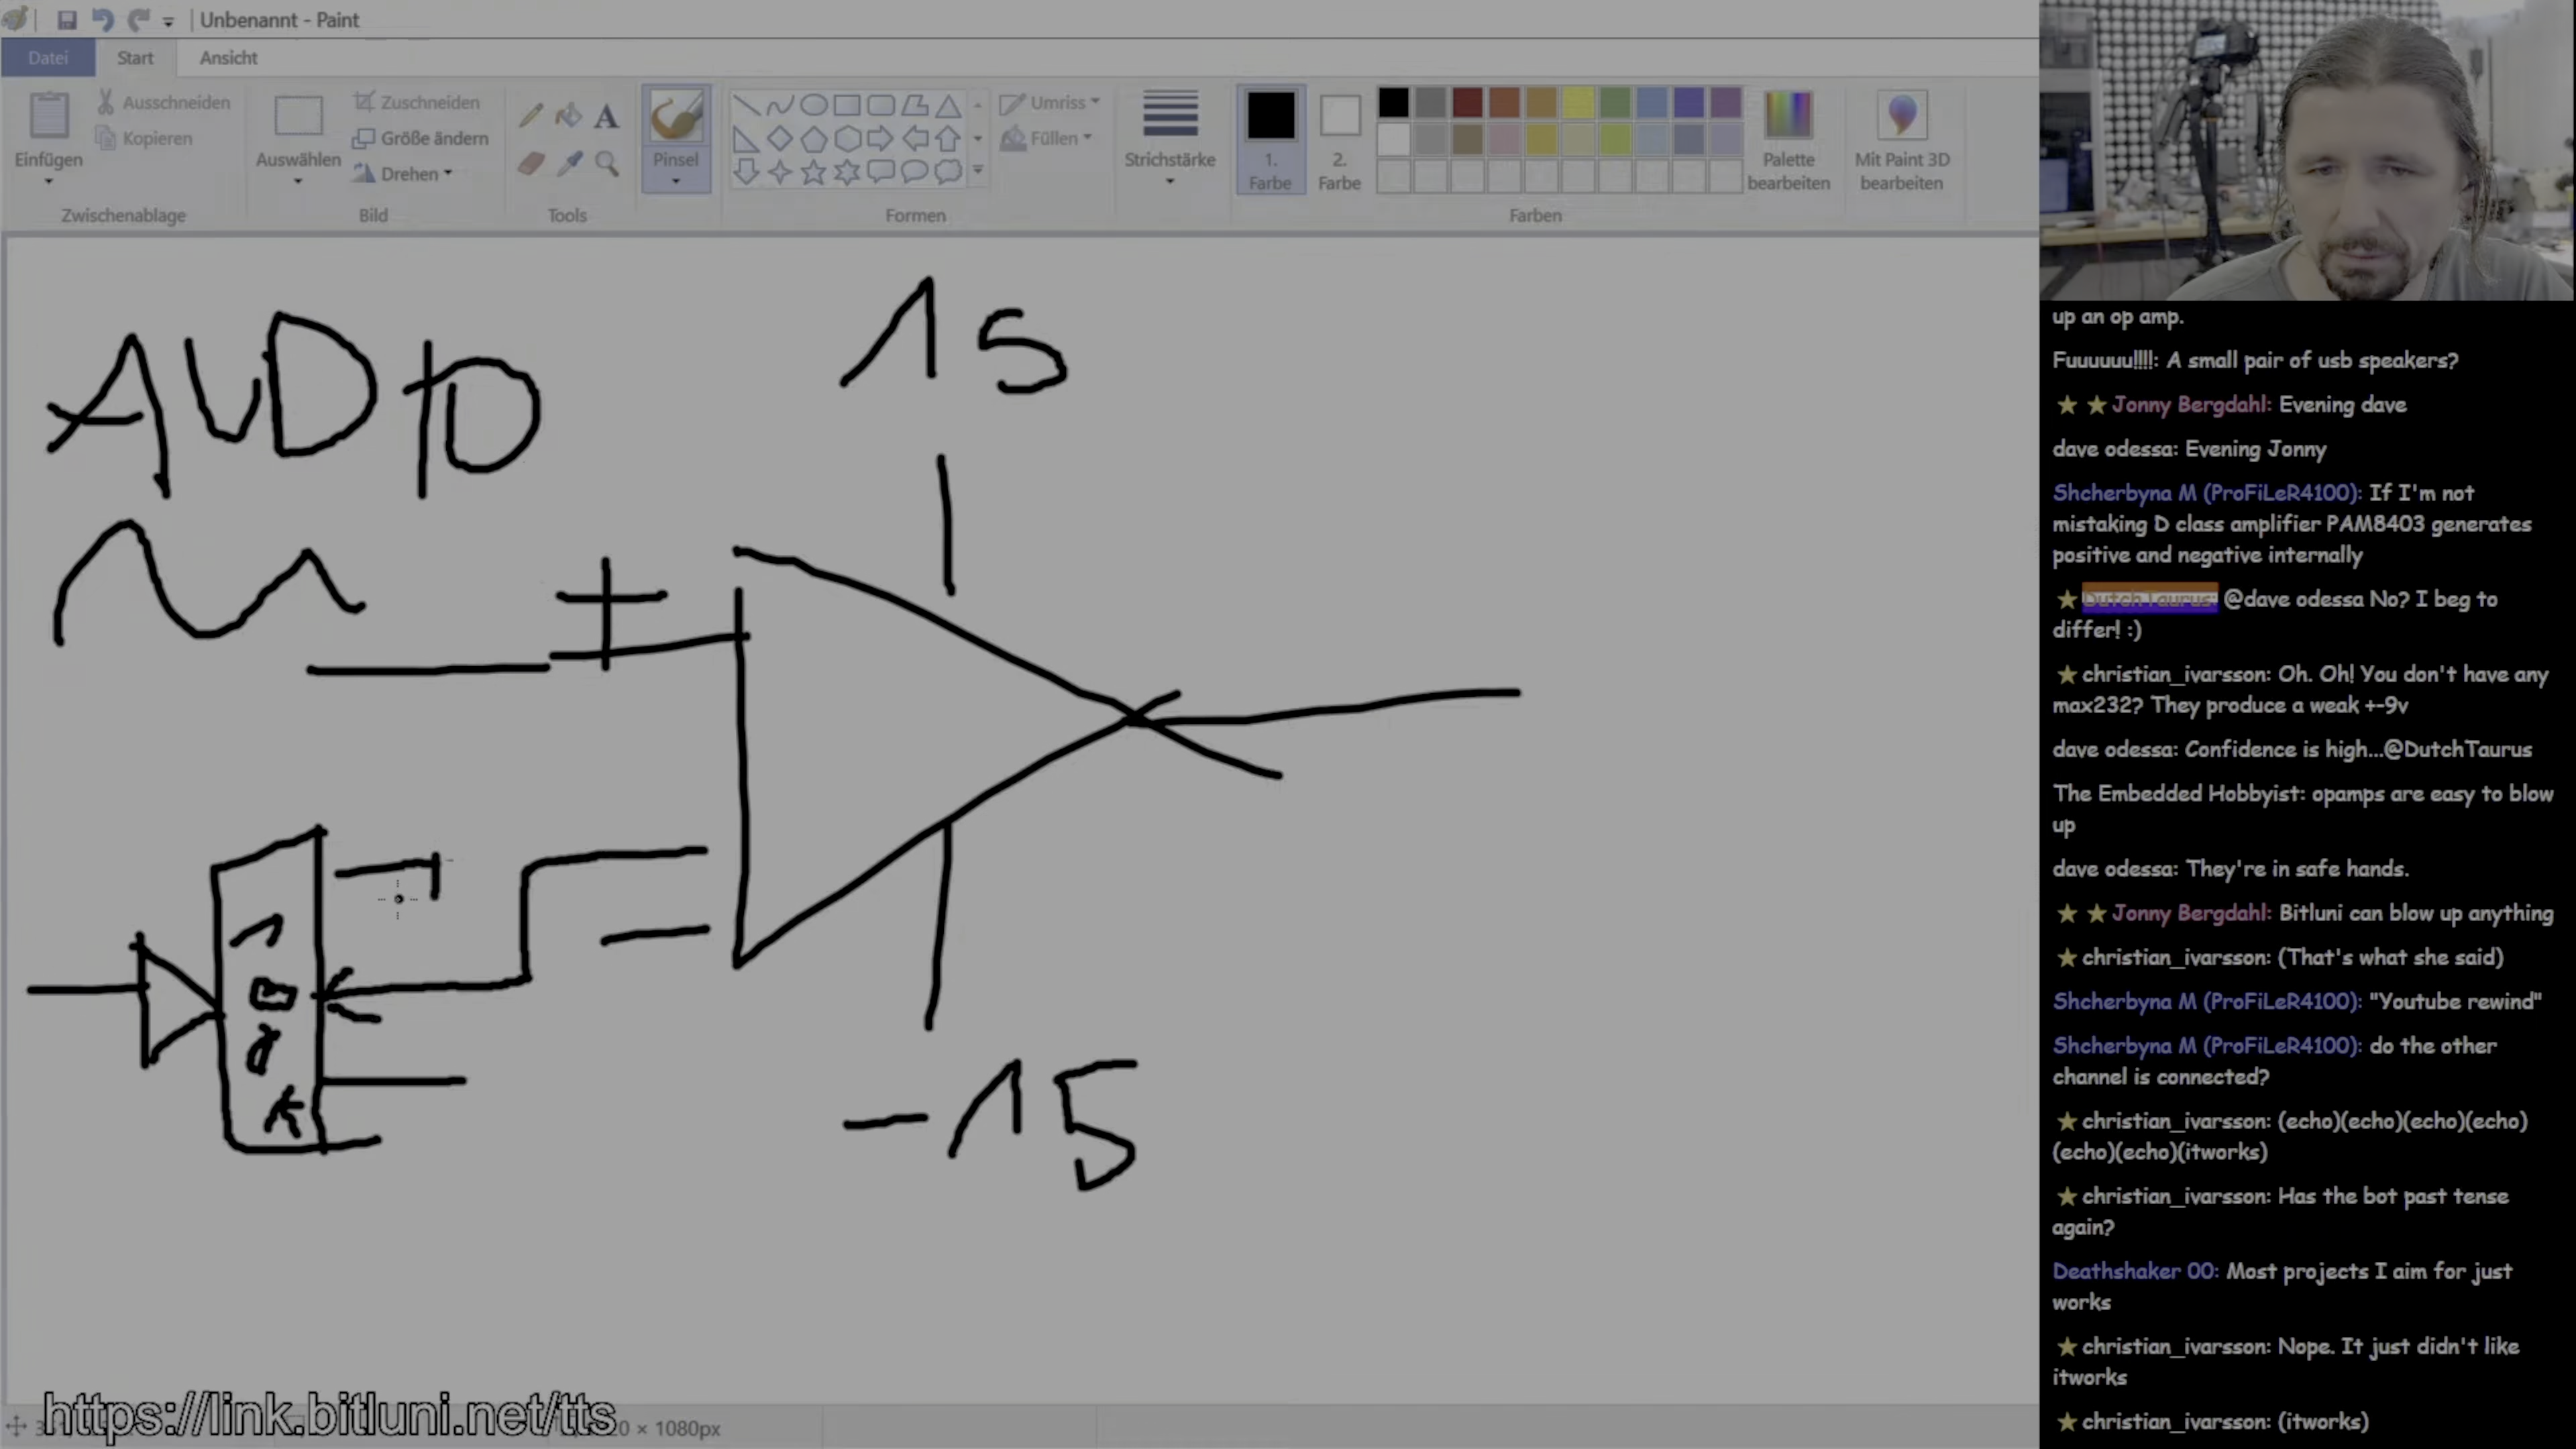 Unbenannt - Paint
Datei Start Ansicht
Einfügen
Ausschneiden
Kopieren
Zwischenablage
Auswählen
Zuschneiden
Größe ändern
Drehen
Bild
A
Tools
Pinsel
Umriss
Füllen
Formen
Strichstärke
1.
Farbe
2.
Farbe
Palette
bearbeiten
Mit Paint 3D
bearbeiten
Farben
AUDIO
15
+
-15
https://link.bitluni.net/tts
20 × 1080px
up an op amp.
Fuuuuuu!!!!: A small pair of usb speakers?
Jonny Bergdahl: Evening dave
dave odessa: Evening Jonny
Shcherbyna M (ProFiLeR4100): If I'm not
mistaking D class amplifier PAM8403 generates
positive and negative internally
DutchTaurus: @dave odessa No? I beg to
differ! :)
christian_ivarsson: Oh. Oh! You don't have any
max232? They produce a weak +-9v
dave odessa: Confidence is high...@DutchTaurus
The Embedded Hobbyist: opamps are easy to blow
up
dave odessa: They're in safe hands.
Jonny Bergdahl: Bitluni can blow up anything
christian_ivarsson: (That's what she said)
Shcherbyna M (ProFiLeR4100): "Youtube rewind"
Shcherbyna M (ProFiLeR4100): do the other
channel is connected?
christian_ivarsson: (echo)(echo)(echo)(echo)
(echo)(echo)(itworks)
christian_ivarsson: Has the bot past tense
again?
Deathshaker 00: Most projects I aim for just
works
christian_ivarsson: Nope. It just didn't like
itworks
christian_ivarsson: (itworks)